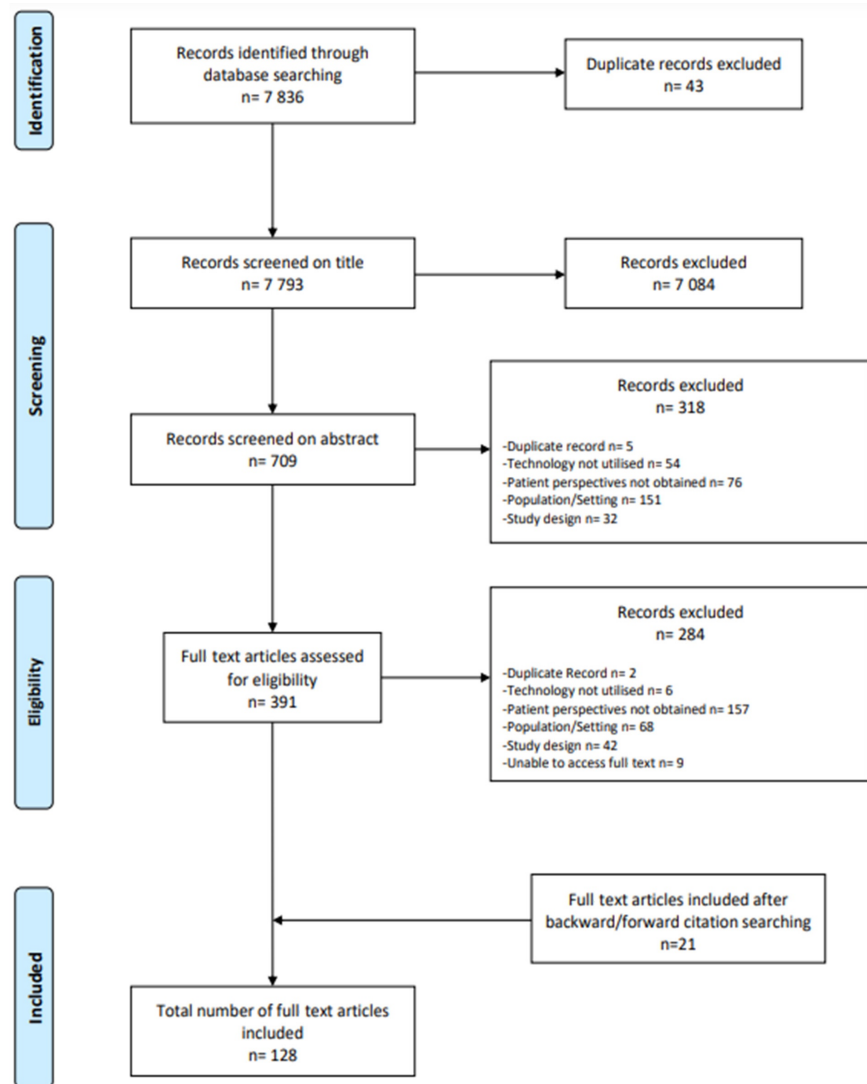 Identification
Records identified through
database searching
n= 7 836
Duplicate records excluded
n= 43
Screening
Records screened on title
n= 7 793
Records excluded
n= 7 084
Records screened on abstract
n= 709
Records excluded
n= 318
-Duplicate record n= 5
-Technology not utilised n= 54
-Patient perspectives not obtained n= 76
-Population/Setting n= 151
-Study design n= 32
Eligibility
Full text articles assessed
for eligibility
n= 391
Records excluded
n= 284
-Duplicate Record n= 2
-Technology not utilised n= 6
-Patient perspectives not obtained n= 157
-Population/Setting n= 68
-Study design n= 42
-Unable to access full text n= 9
Included
Full text articles included after
backward/forward citation searching
n=21
Total number of full text articles
included
n= 128